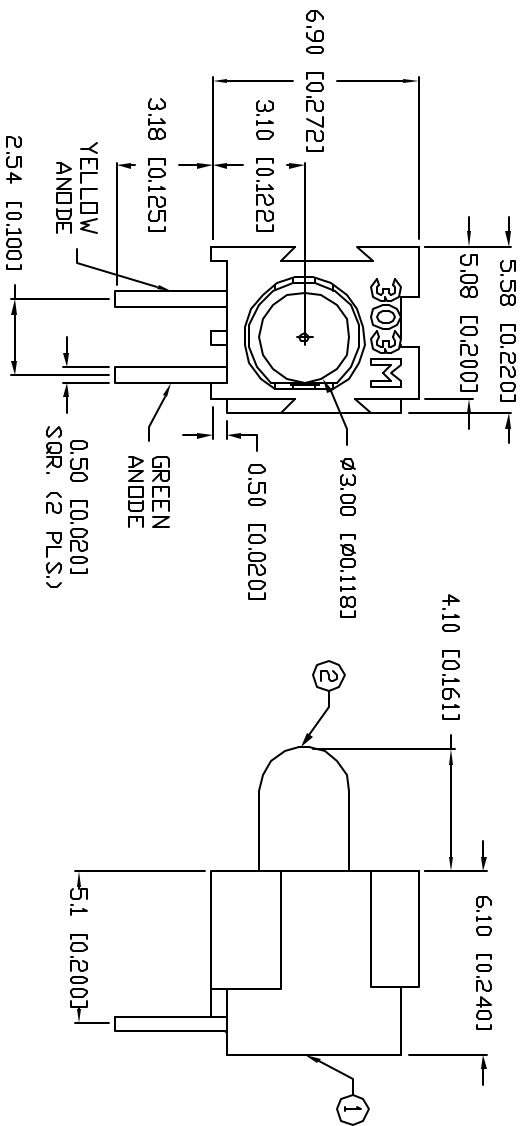 5.58 [0.220]
5.08 [0.200]
6.90 [0.272]
3.10 [0.122]
3.18 [0.125]
303M
Ø3.00 [Ø0.118]
0.50 [0.020]
YELLOW
ANODE
GREEN
ANODE
2.54 [0.100]
0.50 [0.020]
SQR. (2 PLS.)
4.10 [0.161]
6.10 [0.240]
2
5.1 [0.200]
1